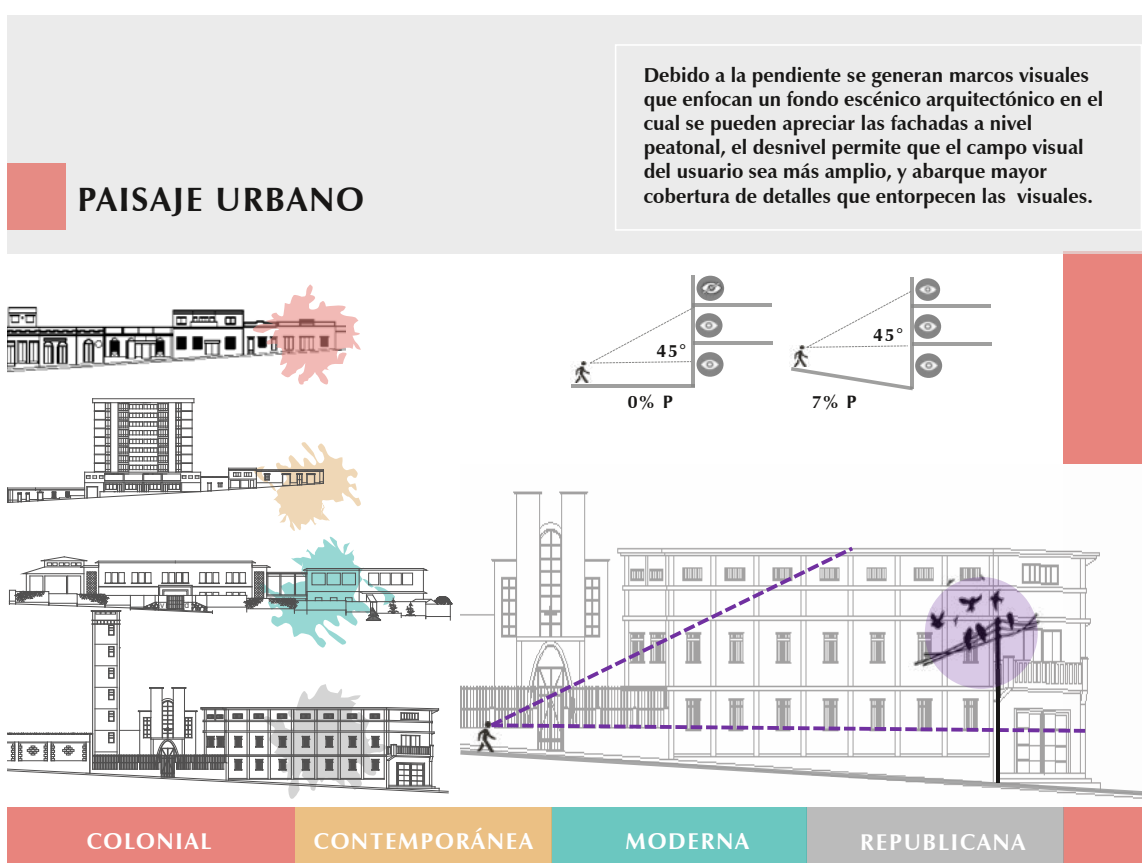 Debido a la pendiente se generan marcos visuales
que enfocan un fondo escénico arquitectónico en el
cual se pueden apreciar las fachadas a nivel
peatonal, el desnivel permite que el campo visual
del usuario sea más amplio, y abarque mayor
cobertura de detalles que entorpecen las visuales.
PAISAJE URBANO
45°
0% P
45°
7% P
COLONIAL
CONTEMPORÁNEA
MODERNA
REPUBLICANA